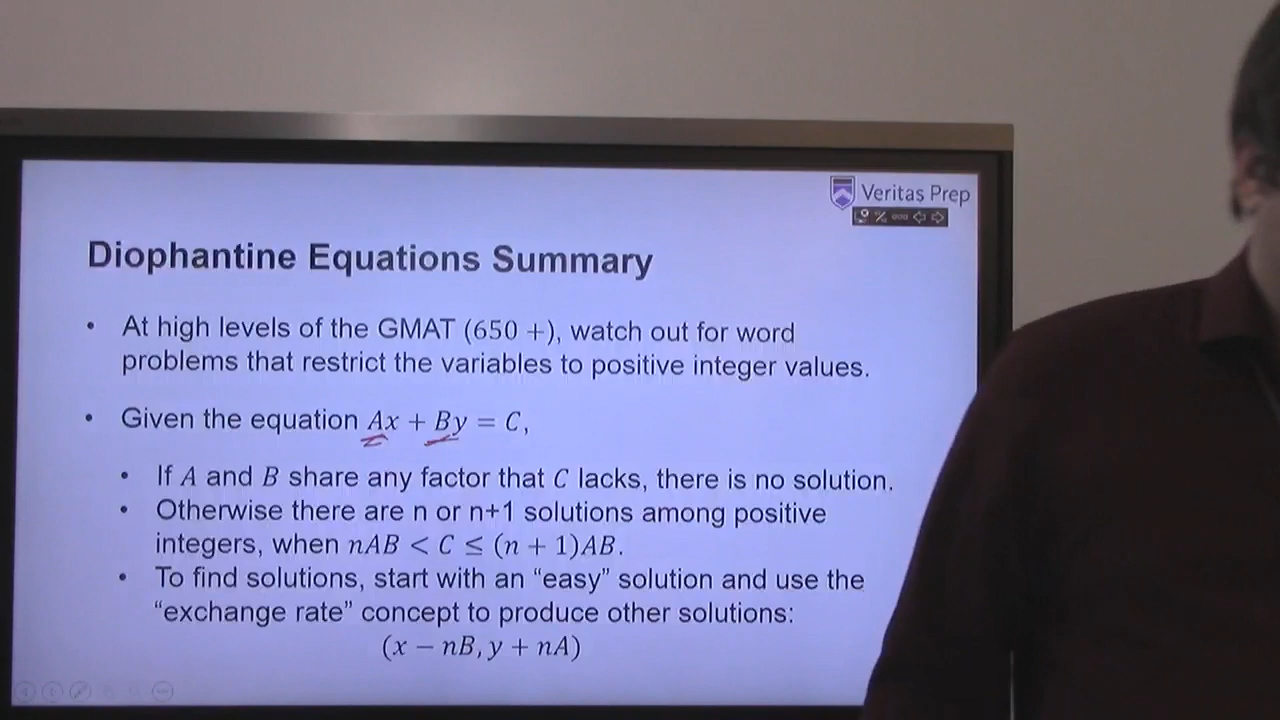 Veritas Prep
Diophantine Equations Summary
• At high levels of the GMAT (650 +), watch out for word
problems that restrict the variables to positive integer values.
• Given the equation Ax + By = C,
• If A and B share any factor that C lacks, there is no solution.
• Otherwise there are n or n+1 solutions among positive
integers, when nAB < C ≤ (n + 1)AB.
• To find solutions, start with an “easy” solution and use the
“exchange rate” concept to produce other solutions:
(x − nB, y + nA)